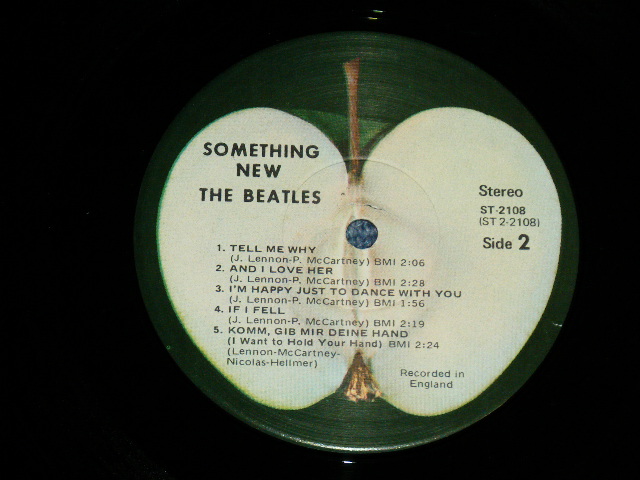 SOMETHING
NEW
THE BEATLES
Stereo
ST-2108
(ST 2-2108)
Side 2
1. TELL ME WHY
(J. Lennon-P. McCartney) BMI 2:06
2. AND I LOVE HER
(J. Lennon-P. McCartney) BMI 2:28
3. I'M HAPPY JUST TO DANCE WITH YOU
(J. Lennon-P. McCartney) BMI 1:56
4. IF I FELL
(J. Lennon-P. McCartney) BMI 2:19
5. KOMM, GIB MIR DEINE HAND
(I Want to Hold Your Hand) BMI 2:24
(Lennon-McCartney-
Nicolas-Hellmer)
Recorded in
England